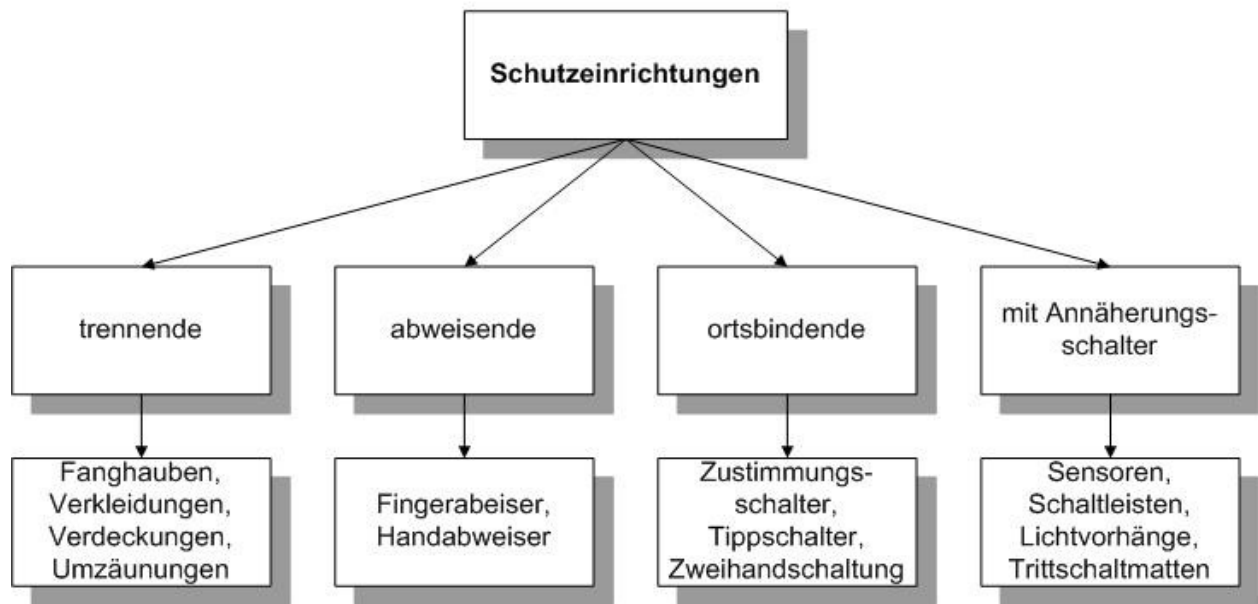 Schutzeinrichtungen
trennende
abweisende
ortsbindende
mit Annäherungs-
schalter
Fanghauben,
Verkleidungen,
Verdeckungen,
Umzäunungen
Fingerabeiser,
Handabweiser
Zustimmungs-
schalter,
Tippschalter,
Zweihandschaltung
Sensoren,
Schaltleisten,
Lichtvorhänge,
Trittschaltmatten